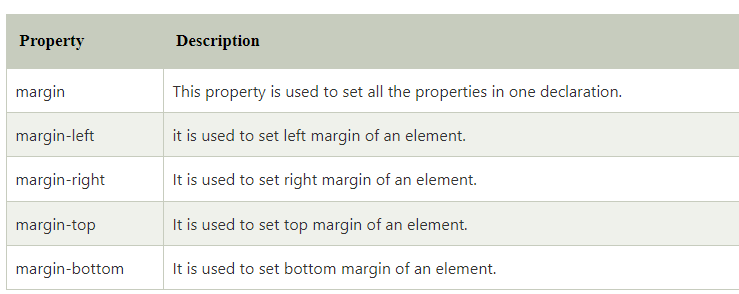 Property Description
margin This property is used to set all the properties in one declaration.
margin-left it is used to set left margin of an element.
margin-right It is used to set right margin of an element.
margin-top It is used to set top margin of an element.
margin-bottom It is used to set bottom margin of an element.